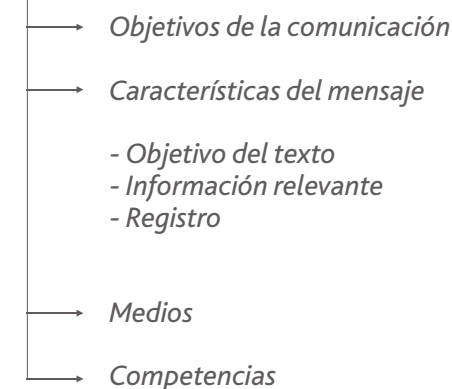 Objetivos de la comunicación
Características del mensaje
- Objetivo del texto
- Información relevante
- Registro
Medios
Competencias